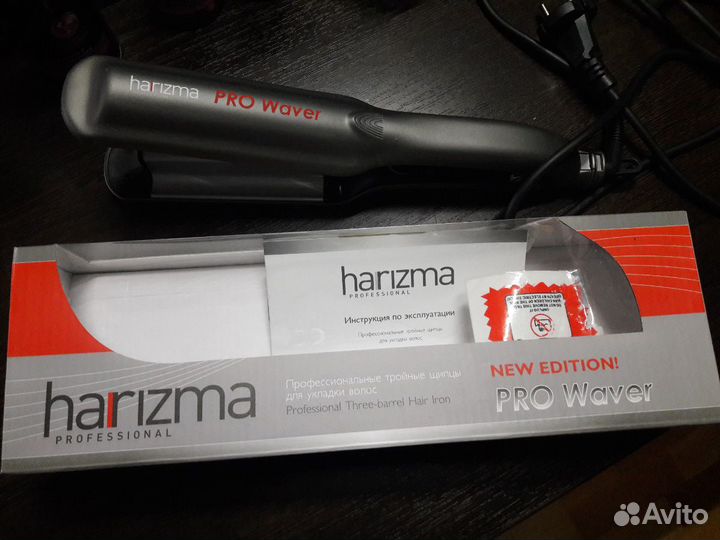 harizma PRO Waver
harizma
PROFESSIONAL
Инструкция по эксплуатации
Профессиональные тройные щипцы
для укладки волос
harizma
PROFESSIONAL
Профессиональные тройные щипцы
для укладки волос
Professional Three-barrel Hair Iron
NEW EDITION!
PRO Waver
Avito